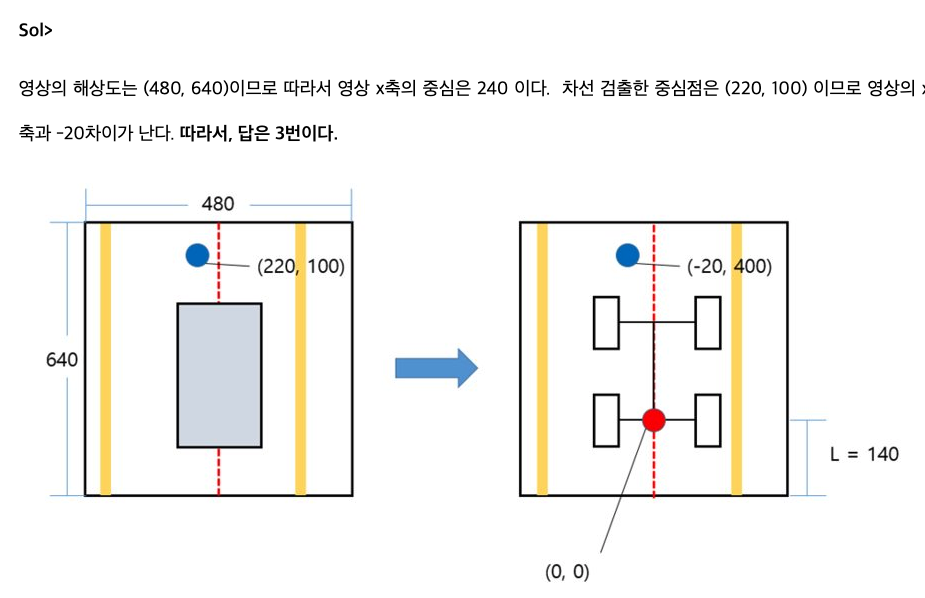 Sol>
영상의 해상도는 (480, 640)이므로 따라서 영상 x축의 중심은 240 이다. 차선 검출한 중심점은 (220, 100) 이므로 영상의 x
축과 -20차이가 난다. 따라서, 답은 3번이다.
480
(220, 100)
640
(-20, 400)
L = 140
(0, 0)